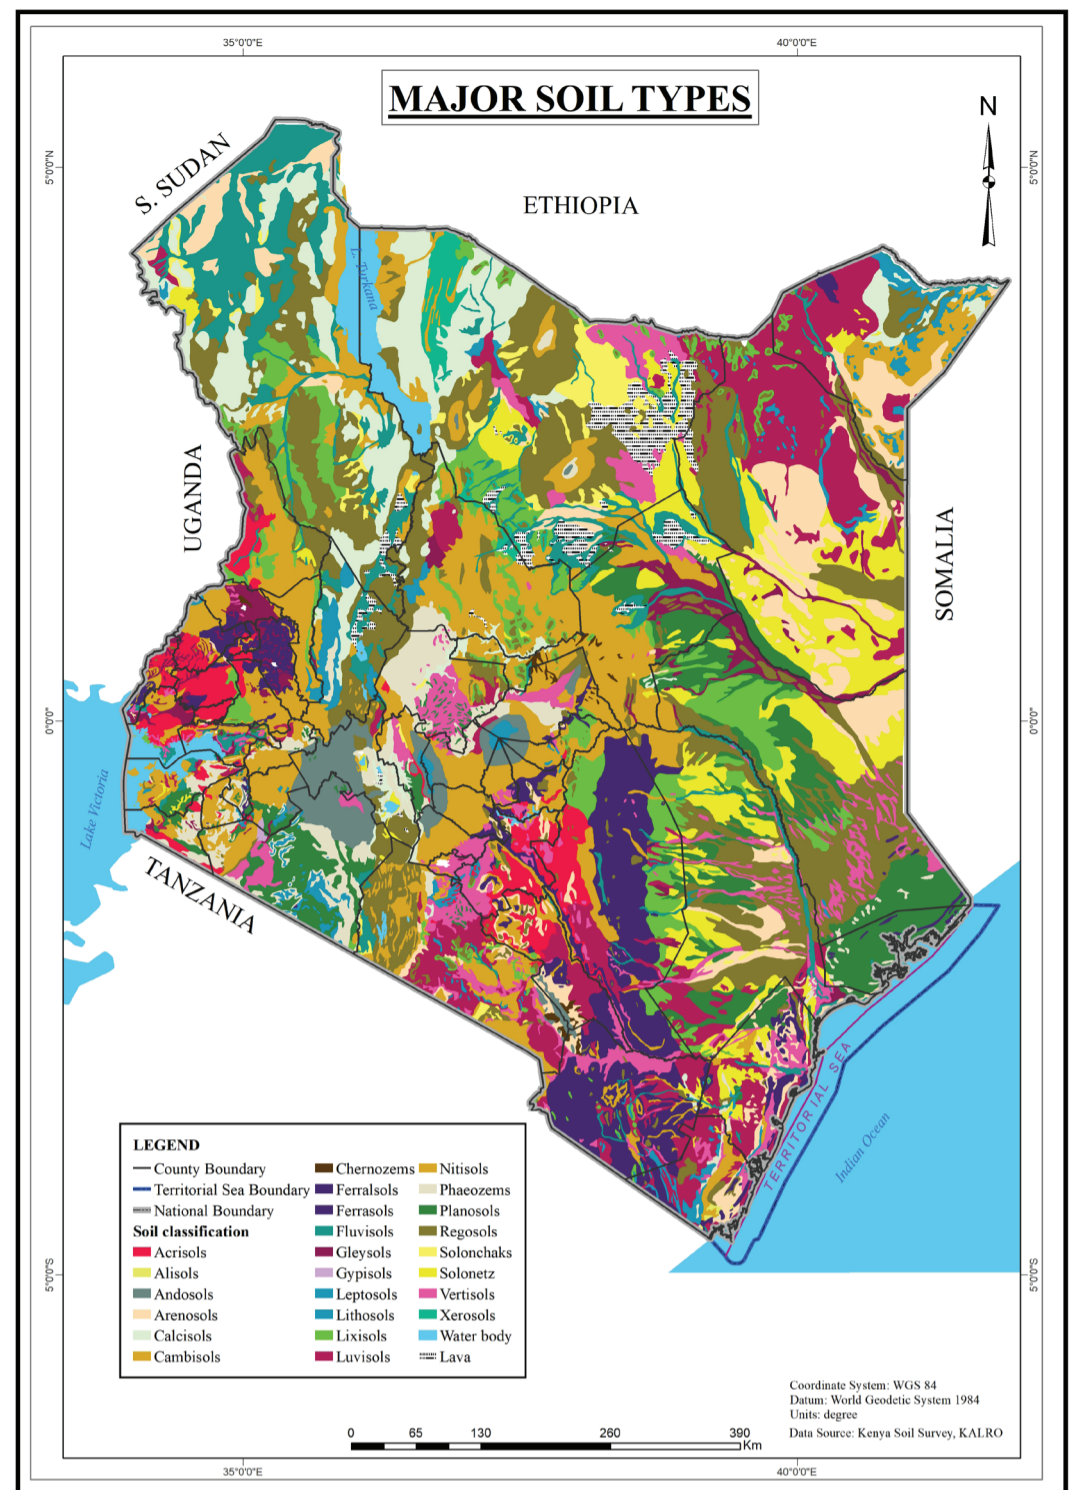 35°0'0"E
40°0'0"E
MAJOR SOIL TYPES
N
5°0'0"N
5°0'0"N
S. SUDAN
ETHIOPIA
L. Turkana
UGANDA
SOMALIA
0°0'0"
0°0'0"
Lake Victoria
TANZANIA
TERRITORIAL SEA
Indian Ocean
5°0'0"S
5°0'0"S
LEGEND
County Boundary
Territorial Sea Boundary
National Boundary
Soil classification
Acrisols
Alisols
Andosols
Arenosols
Calcisols
Cambisols
Chernozems
Ferralsols
Ferrasols
Fluvisols
Gleysols
Gypisols
Leptosols
Lithosols
Lixisols
Luvisols
Nitisols
Phaeozems
Planosols
Regosols
Solonchaks
Solonetz
Vertisols
Xerosols
Water body
Lava
Coordinate System: WGS 84
Datum: World Geodetic System 1984
Units: degree
Data Source: Kenya Soil Survey, KALRO
0 65 130 260 390
Km
35°0'0"E
40°0'0"E